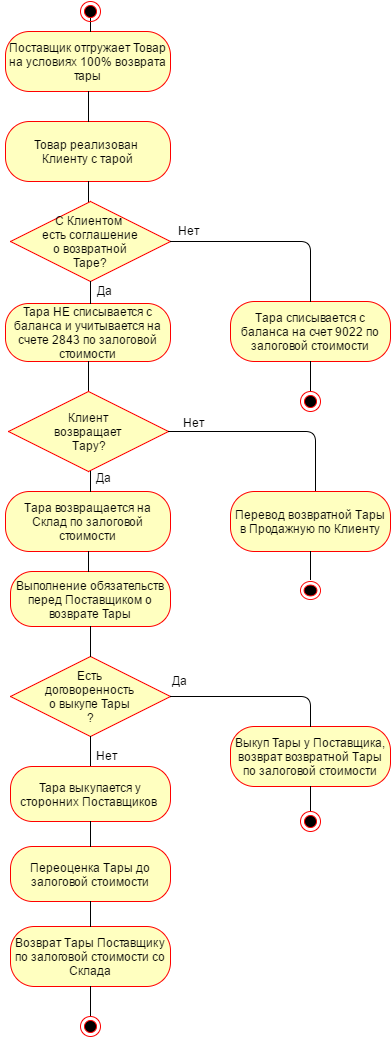 Поставщик отгружает Товар
на условиях 100% возврата
тары
Товар реализован
Клиенту с тарой
С Клиентом
есть соглашение
о возвратной
Таре?
Нет
Да
Тара НЕ списывается с
баланса и учитывается на
счете 2843 по залоговой
стоимости
Тара списывается с
баланса на счет 9022 по
залоговой стоимости
Клиент
возвращает
Тару?
Нет
Да
Тара возвращается на
Склад по залоговой
стоимости
Перевод возвратной Тары
в Продажную по Клиенту
Выполнение обязательств
перед Поставщиком о
возврате Тары
Есть
договоренность
о выкупе Тары
?
Да
Нет
Выкуп Тары у Поставщика,
возврат возвратной Тары
по залоговой стоимости
Тара выкупается у
сторонних Поставщиков
Переоценка Тары до
залоговой стоимости
Возврат Тары Поставщику
по залоговой стоимости со
Склада